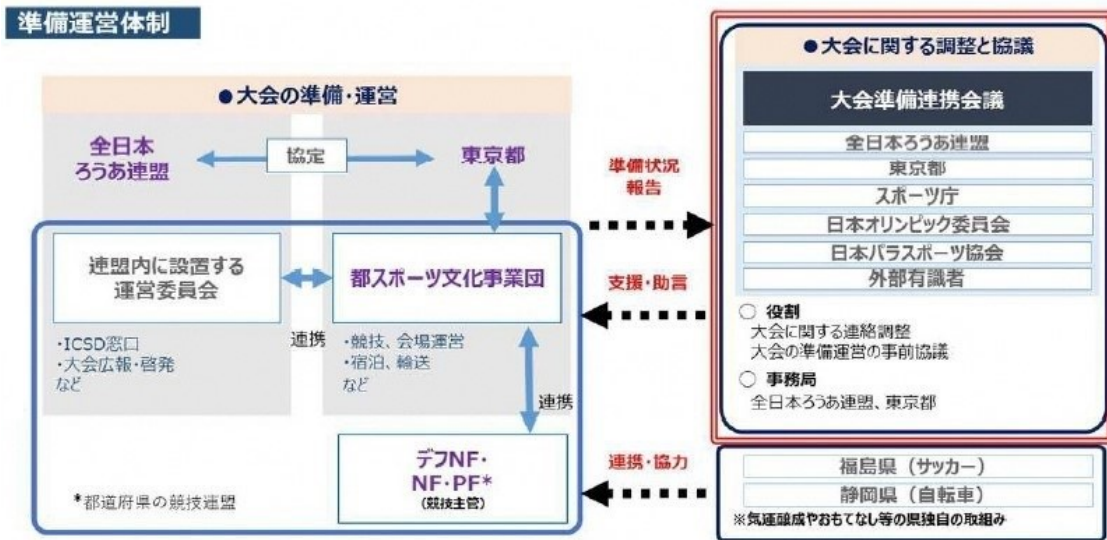 準備運営体制
●大会の準備・運営
全日本
ろうあ連盟
協定
東京都
連盟内に設置する
運営委員会
連携
都スポーツ文化事業団
・ICSD窓口
・大会広報・啓発
など
・競技、会場運営
・宿泊、輸送
など
連携
デフNF・
NF・PF*
(競技主管)
*都道府県の競技連盟
準備状況
報告
支援・助言
連携・協力
●大会に関する調整と協議
大会準備連携会議
全日本ろうあ連盟
東京都
スポーツ庁
日本オリンピック委員会
日本パラスポーツ協会
外部有識者
○ 役割
大会に関する連絡調整
大会の準備運営の事前協議
○ 事務局
全日本ろうあ連盟、東京都
福島県（サッカー）
静岡県（自転車）
※気運醸成やおもてなし等の県独自の取組み